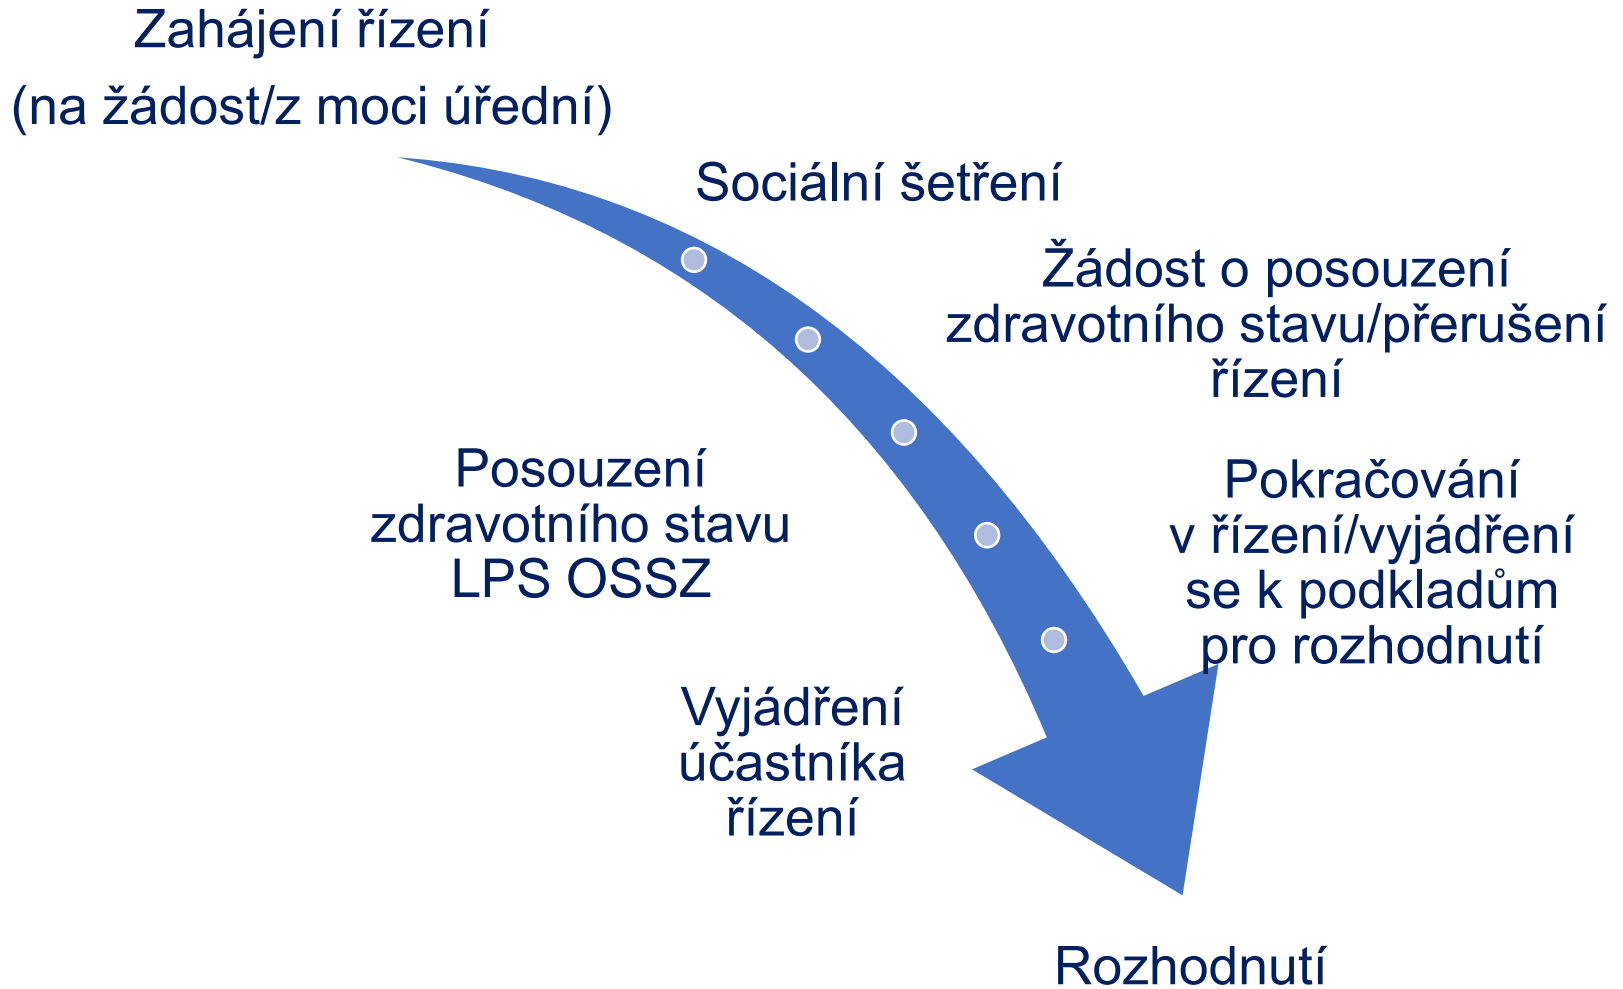 Zahájení řízení
(na žádost/z moci úřední)
Sociální šetření
Žádost o posouzení
zdravotního stavu/přerušení
řízení
Posouzení
zdravotního stavu
LPS OSSZ
Pokračování
v řízení/vyjádření
se k podkladům
pro rozhodnutí
Vyjádření
účastníka
řízení
Rozhodnutí